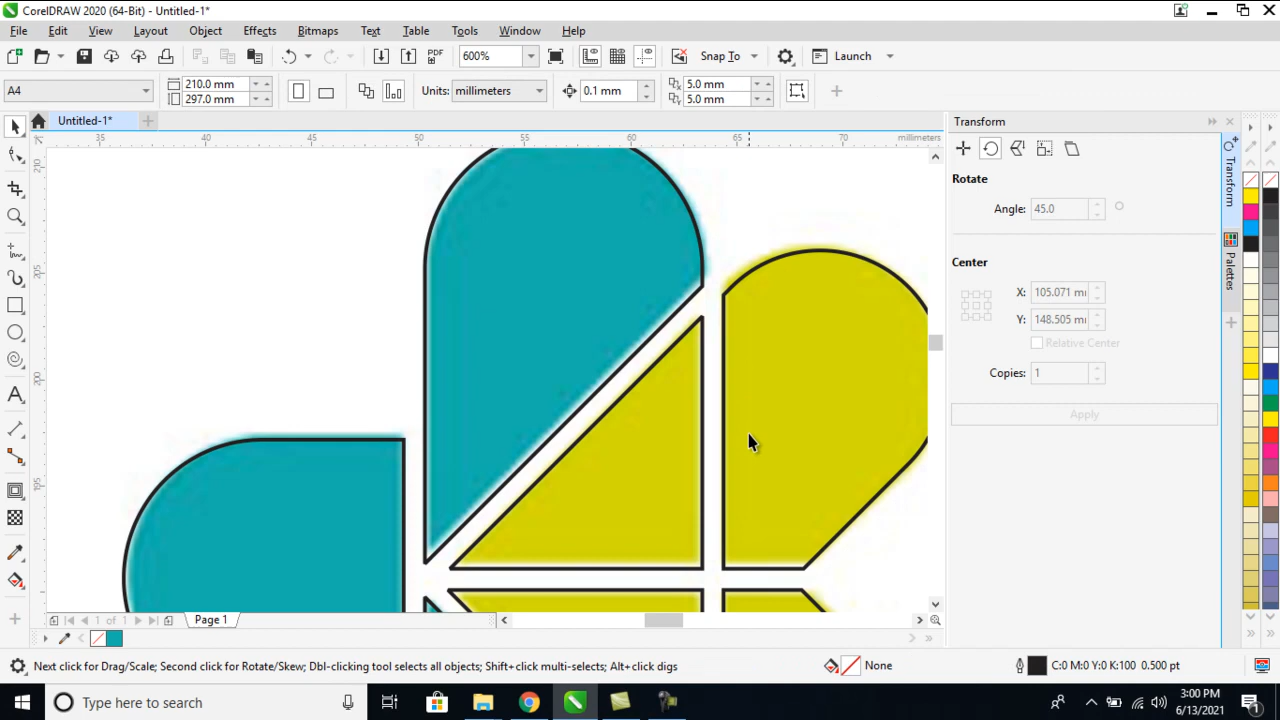 CorelDRAW 2020 (64-Bit) - Untitled-1*
File Edit View Layout Object Effects Bitmaps Text Table Tools Window Help
PDF 600% Snap To Launch
A4 210.0 mm 297.0 mm Units: millimeters 0.1 mm 5.0 mm 5.0 mm
Untitled-1*
35 40 45 50 55 60 65 70 millimeters
210
205
200
195
Transform
Rotate
Angle: 45.0
Center
X: 105.071 mi
Y: 148.505 mi
Relative Center
Copies: 1
Apply
Transform
Palettes
1 of 1 Page 1
Next click for Drag/Scale; Second click for Rotate/Skew; Dbl-clicking tool selects all objects; Shift+click multi-selects; Alt+click digs
None
C:0 M:0 Y:0 K:100 0.500 pt
Type here to search
3:00 PM
6/13/2021
1